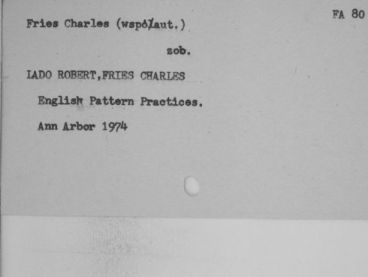 FA 80
Fries Charles (współaut.)
zob.
LADO ROBERT,FRIES CHARLES
English Pattern Practices.
Ann Arbor 1974